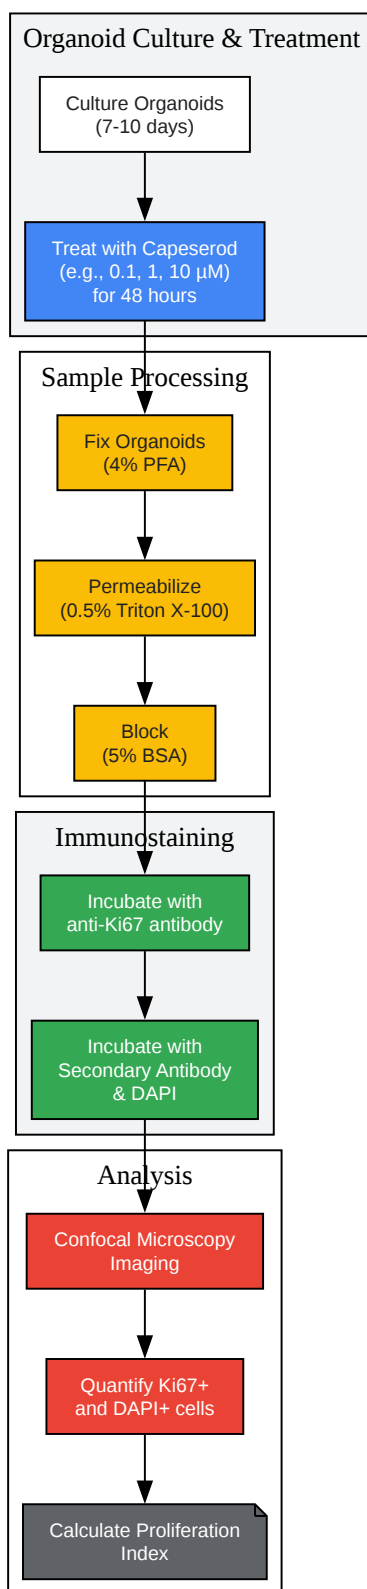 Organoid Culture & Treatment
Culture Organoids
(7-10 days)
Treat with Capeserod
(e.g., 0.1, 1, 10 µM)
for 48 hours
Sample Processing
Fix Organoids
(4% PFA)
Permeabilize
(0.5% Triton X-100)
Block
(5% BSA)
Immunostaining
Incubate with
anti-Ki67 antibody
Incubate with
Secondary Antibody
& DAPI
Analysis
Confocal Microscopy
Imaging
Quantify Ki67+
and DAPI+ cells
Calculate Proliferation
Index